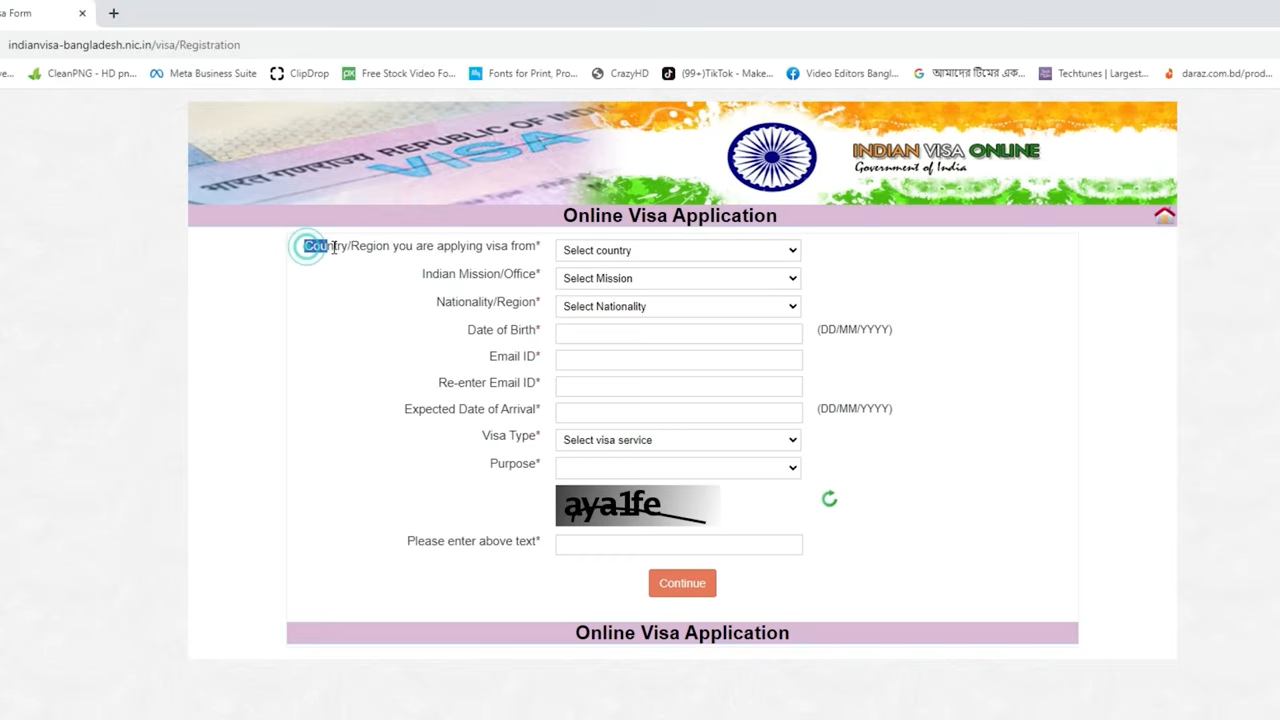 sa Form
indianvisa-bangladesh.nic.in/visa/Registration
ve... CleanPNG - HD pn... Meta Business Suite ClipDrop Free Stock Video Fo... Fonts for Print, Pro... CrazyHD (99+)TikTok - Make... Video Editors Bangl... আমাদের টিমের এক... Techtunes | Largest... daraz.com.bd/prod...
भारत गणराज्य REPUBLIC OF INDI
VISA
INDIAN VISA ONLINE
Government of India
Online Visa Application
Country/Region you are applying visa from* Select country
Indian Mission/Office* Select Mission
Nationality/Region* Select Nationality
Date of Birth* (DD/MM/YYYY)
Email ID*
Re-enter Email ID*
Expected Date of Arrival* (DD/MM/YYYY)
Visa Type* Select visa service
Purpose*
aya1fe
Please enter above text*
Continue
Online Visa Application